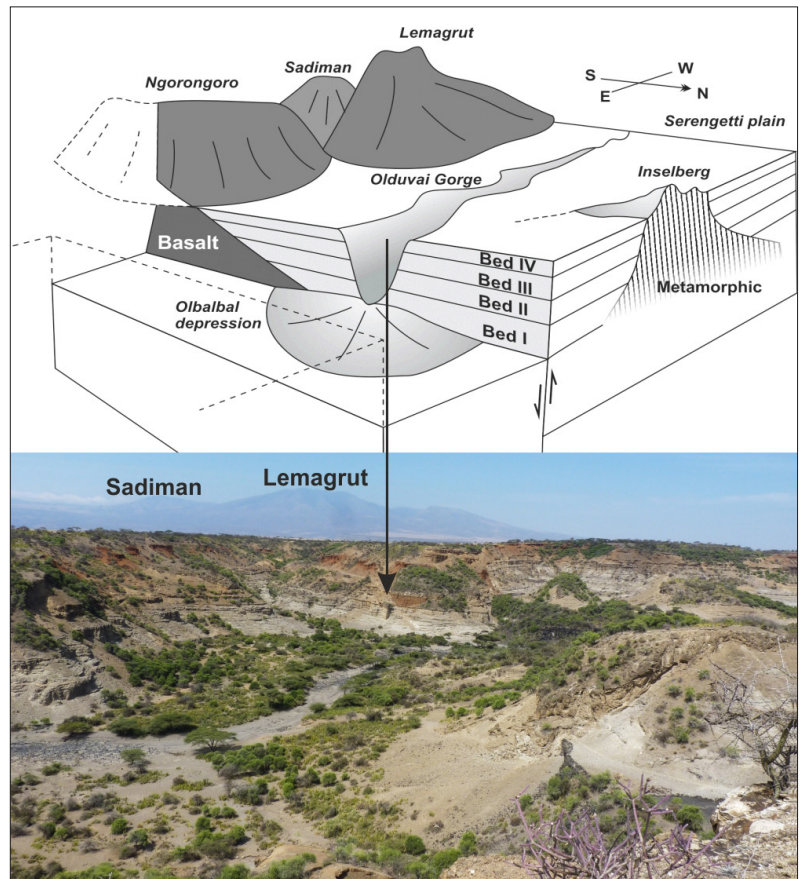 Lemagrut
Sadiman
Ngorongoro
S
W
E
N
Serengetti plain
Olduvai Gorge
Inselberg
Basalt
Bed IV
Bed III
Metamorphic
Bed II
Olbalbal
depression
Bed I
Sadiman
Lemagrut